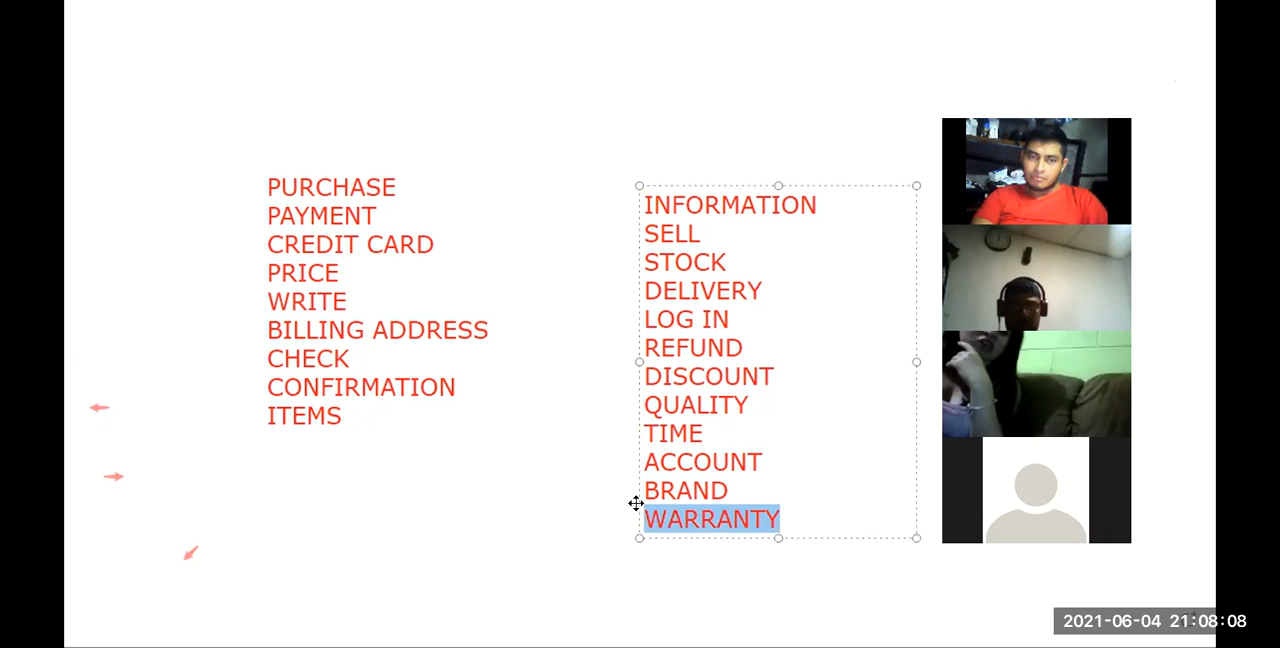 PURCHASE
PAYMENT
CREDIT CARD
PRICE
WRITE
BILLING ADDRESS
CHECK
CONFIRMATION
ITEMS
INFORMATION
SELL
STOCK
DELIVERY
LOG IN
REFUND
DISCOUNT
QUALITY
TIME
ACCOUNT
BRAND
WARRANTY
2021-06-04 21:08:08